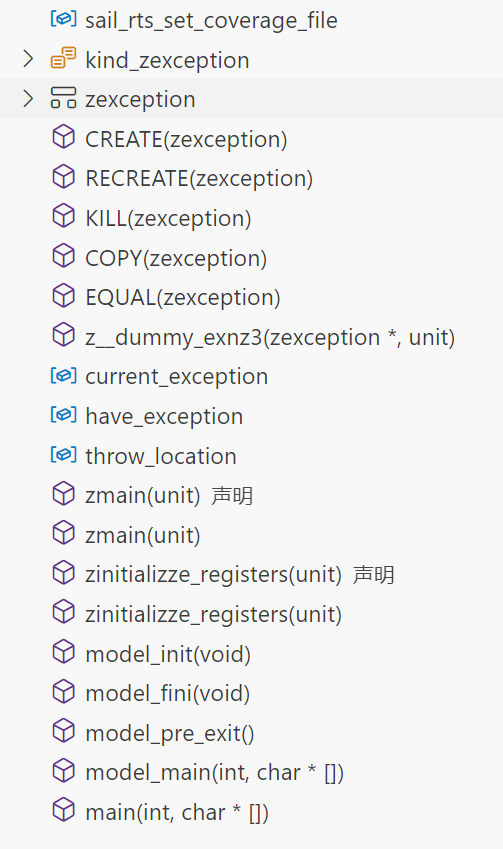 sail_rts_set_coverage_file
kind_zexception
zexception
CREATE(zexception)
RECREATE(zexception)
KILL(zexception)
COPY(zexception)
EQUAL(zexception)
z__dummy_exnz3(zexception *, unit)
current_exception
have_exception
throw_location
zmain(unit) 声明
zmain(unit)
zinitializze_registers(unit) 声明
zinitializze_registers(unit)
model_init(void)
model_fini(void)
model_pre_exit()
model_main(int, char * [])
main(int, char * [])